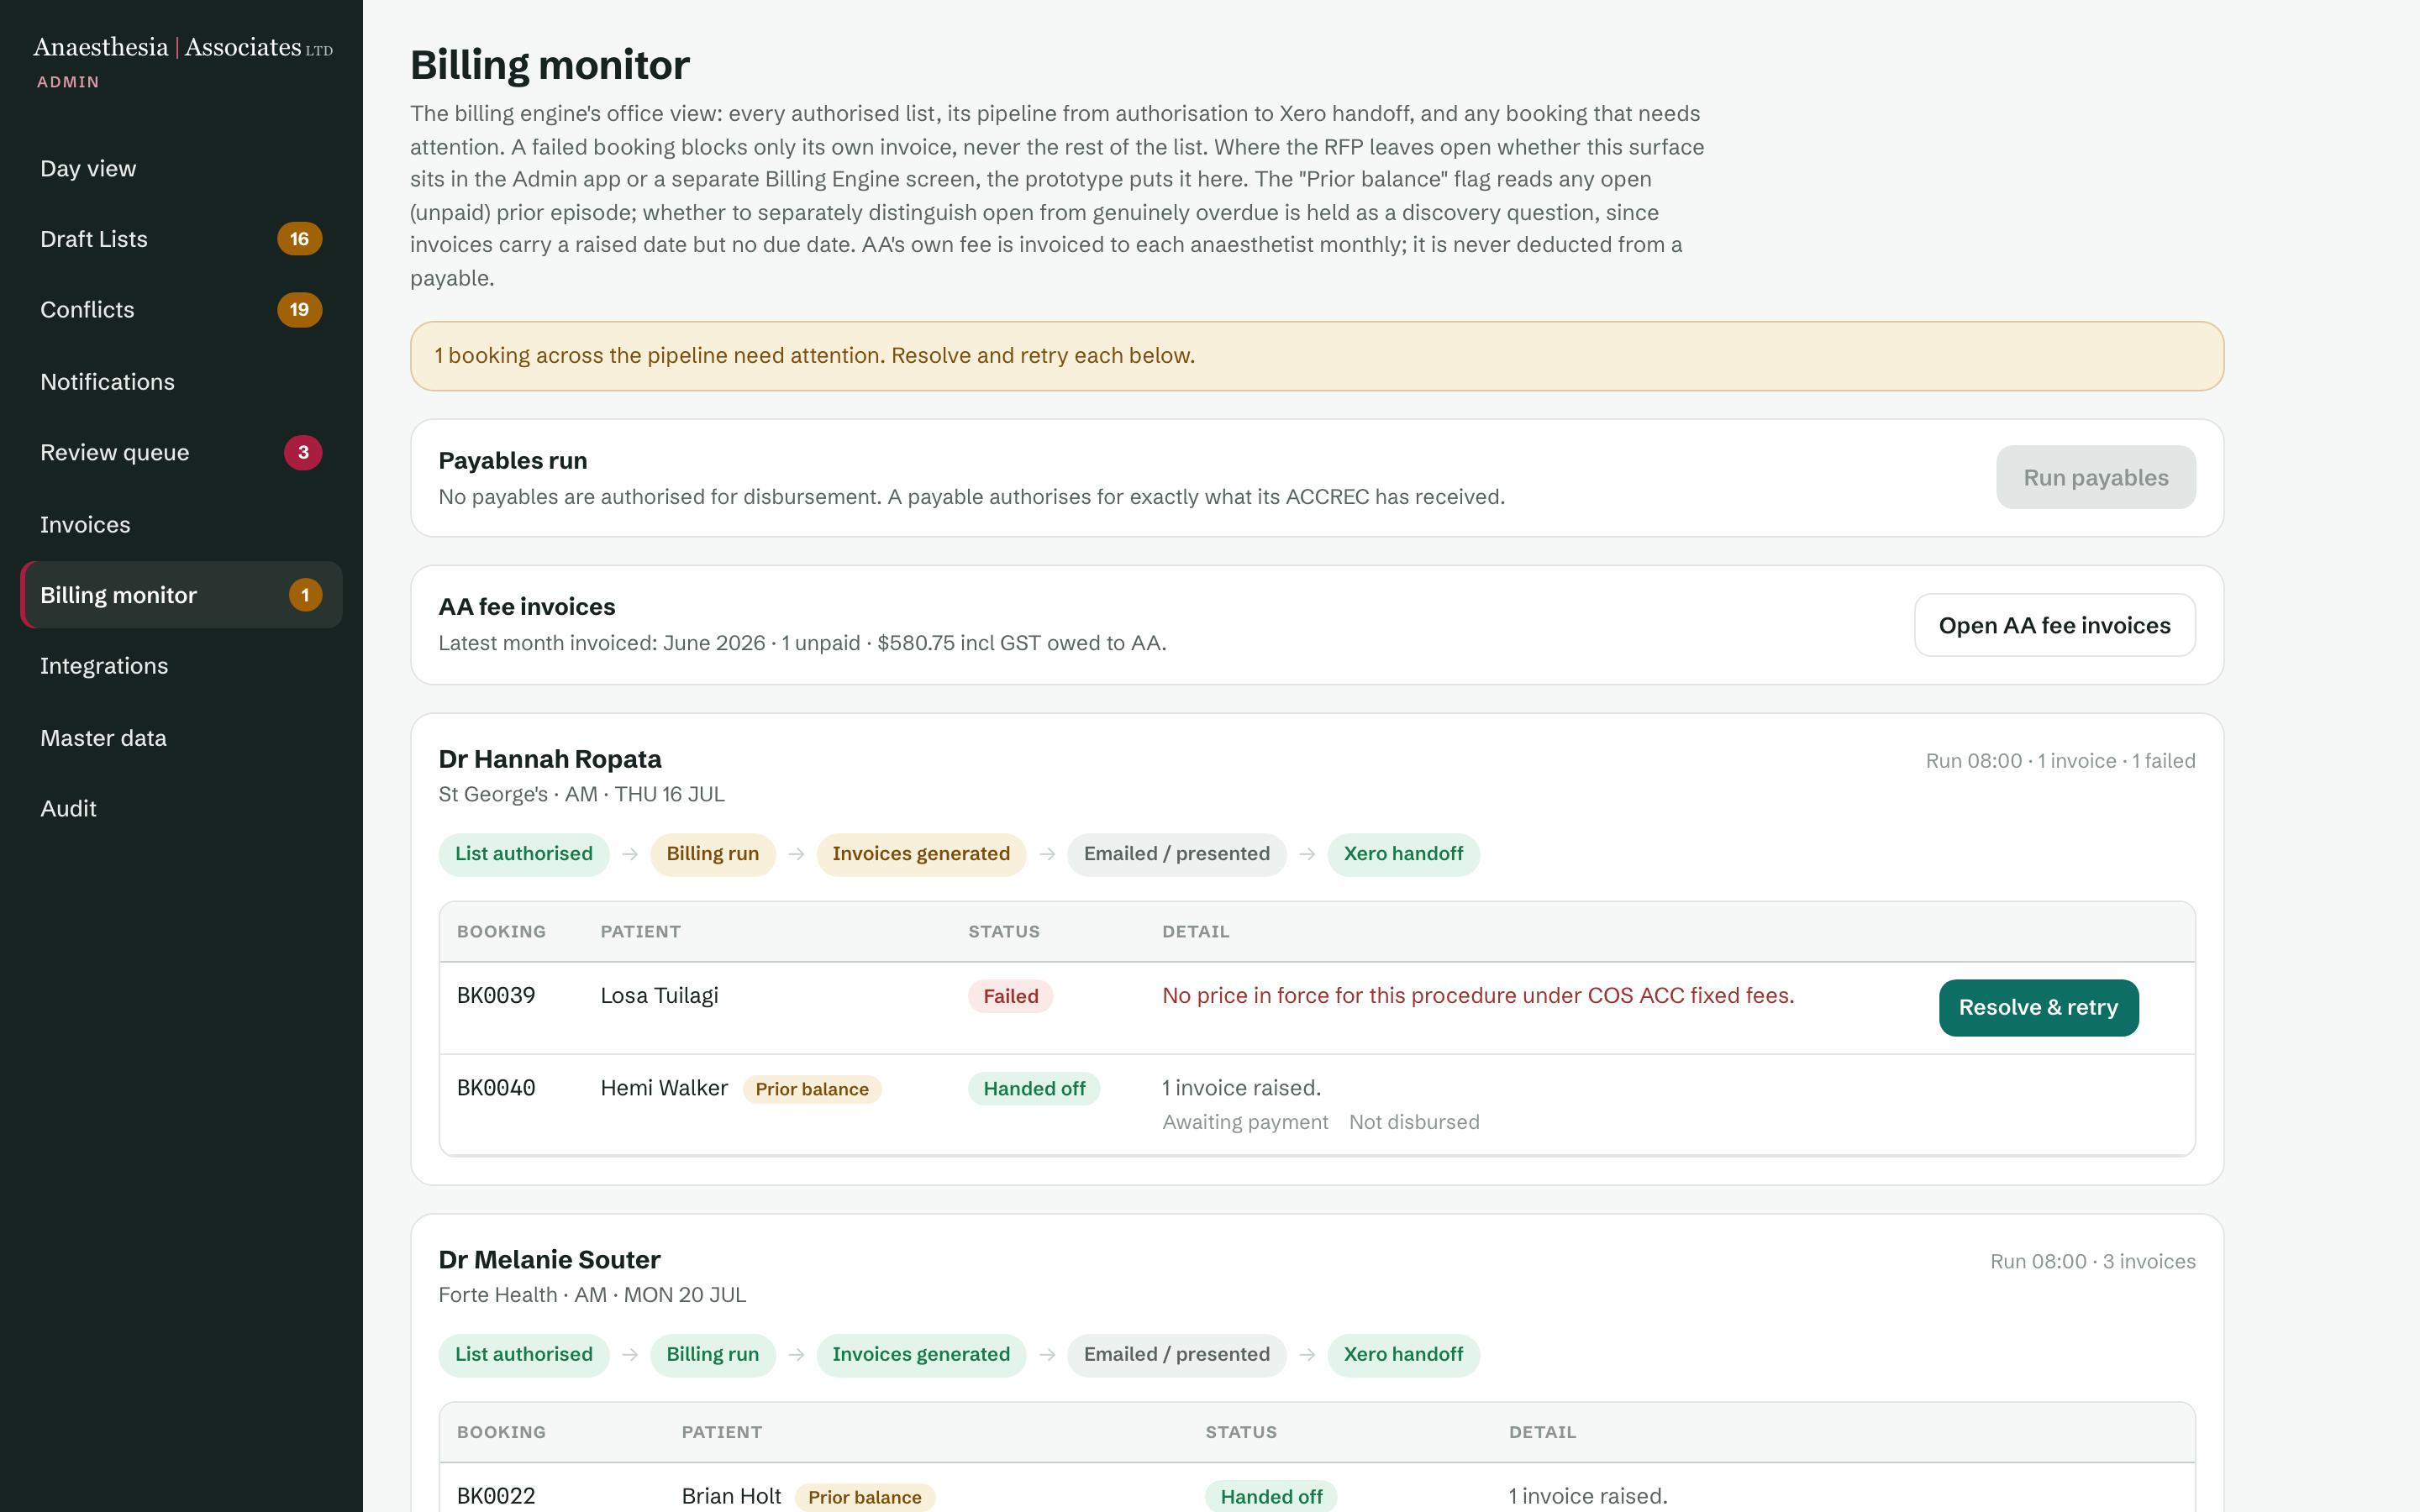 Anaesthesia | Associates LTD
ADMIN
Day view
Draft Lists 16
Conflicts 19
Notifications
Review queue 3
Invoices
Billing monitor 1
Integrations
Master data
Audit
Billing monitor
The billing engine's office view: every authorised list, its pipeline from authorisation to Xero handoff, and any booking that needs
attention. A failed booking blocks only its own invoice, never the rest of the list. Where the RFP leaves open whether this surface
sits in the Admin app or a separate Billing Engine screen, the prototype puts it here. The "Prior balance" flag reads any open
(unpaid) prior episode; whether to separately distinguish open from genuinely overdue is held as a discovery question, since
invoices carry a raised date but no due date. AA's own fee is invoiced to each anaesthetist monthly; it is never deducted from a
payable.
1 booking across the pipeline need attention. Resolve and retry each below.
Payables run
No payables are authorised for disbursement. A payable authorises for exactly what its ACCREC has received.
Run payables
AA fee invoices
Latest month invoiced: June 2026 · 1 unpaid · $580.75 incl GST owed to AA.
Open AA fee invoices
Dr Hannah Ropata
Run 08:00 · 1 invoice · 1 failed
St George's · AM · THU 16 JUL
List authorised → Billing run → Invoices generated → Emailed / presented → Xero handoff
BOOKING PATIENT STATUS DETAIL
BK0039 Losa Tuilagi Failed No price in force for this procedure under COS ACC fixed fees. Resolve & retry
BK0040 Hemi Walker Prior balance Handed off 1 invoice raised.
Awaiting payment Not disbursed
Dr Melanie Souter
Run 08:00 · 3 invoices
Forte Health · AM · MON 20 JUL
List authorised → Billing run → Invoices generated → Emailed / presented → Xero handoff
BOOKING PATIENT STATUS DETAIL
BK0022 Brian Holt Prior balance Handed off 1 invoice raised.